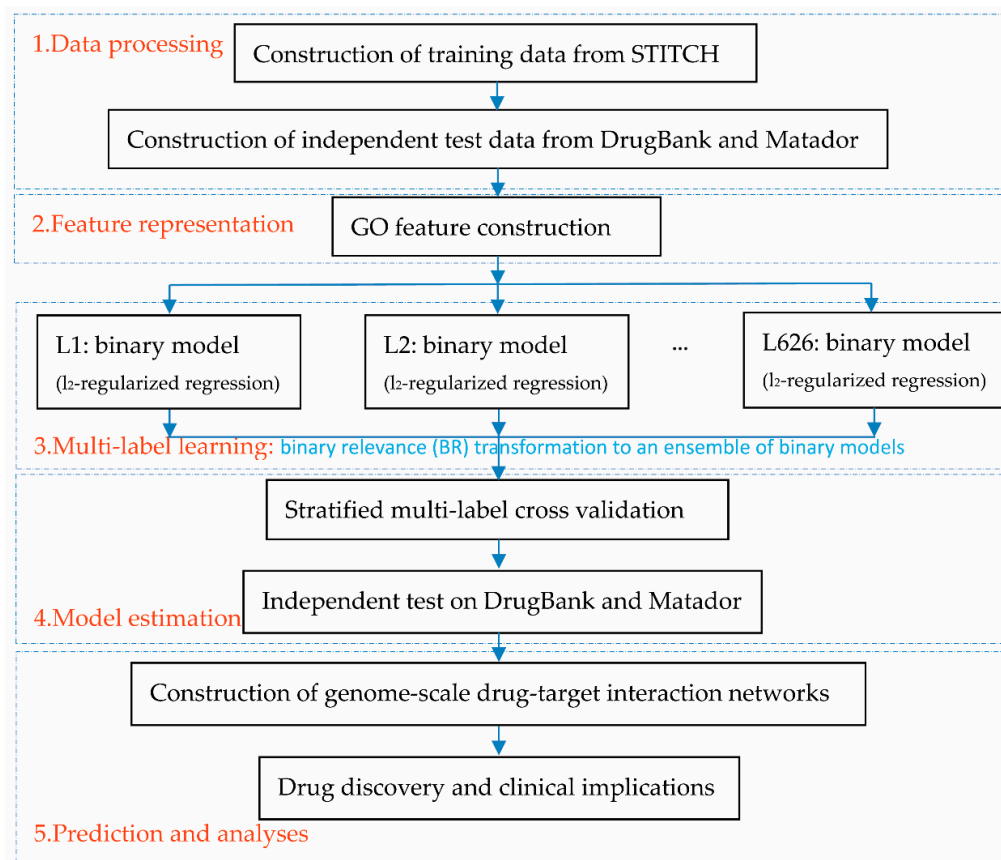 1.Data processing
Construction of training data from STITCH
Construction of independent test data from DrugBank and Matador
2.Feature representation
GO feature construction
L1: binary model
(l₂-regularized regression)
L2: binary model
(l₂-regularized regression)
...
L626: binary model
(l₂-regularized regression)
3.Multi-label learning: binary relevance (BR) transformation to an ensemble of binary models
Stratified multi-label cross validation
Independent test on DrugBank and Matador
4.Model estimation
Construction of genome-scale drug-target interaction networks
Drug discovery and clinical implications
5.Prediction and analyses